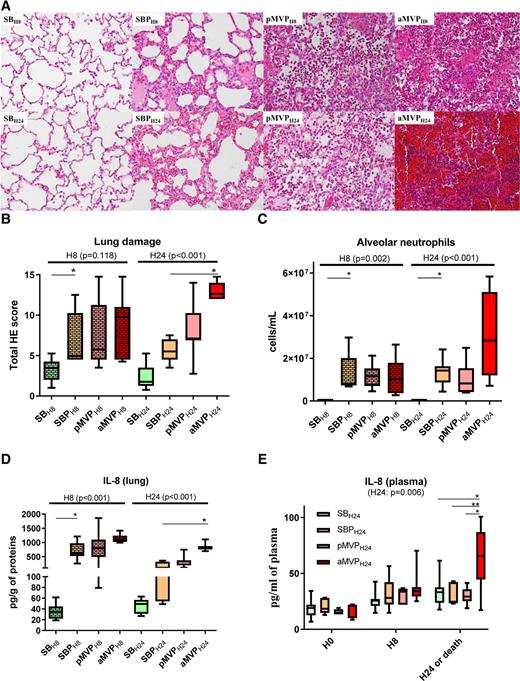 A
SBH8
SBPH8
pMVPH8
aMVPH8
SBH24
SBPH24
pMVPH24
aMVPH24
B
Lung damage
H8 (p=0.118)
H24 (p<0.001)
*
*
Total HE score
15
10
5
0
SBH8
SBPH8
pMVPH8
aMVPH8
SBH24
SBPH24
pMVPH24
aMVPH24
C
Alveolar neutrophils
H8 (p=0.002)
H24 (p<0.001)
*
*
cells/mL
6×10⁷
4×10⁷
2×10⁷
0
SBH8
SBPH8
pMVPH8
aMVPH8
SBH24
SBPH24
pMVPH24
aMVPH24
D
IL-8 (lung)
H8 (p<0.001)
H24 (p<0.001)
*
*
pg/g of proteins
2000
1500
1000
500
100
80
60
40
20
0
SBH8
SBPH8
pMVPH8
aMVPH8
SBH24
SBPH24
pMVPH24
aMVPH24
E
IL-8 (plasma)
(H24: p=0.006)
SBH24
SBPH24
pMVPH24
aMVPH24
*
**
*
pg/ml of plasma
100
50
0
H0
H8
H24 or death